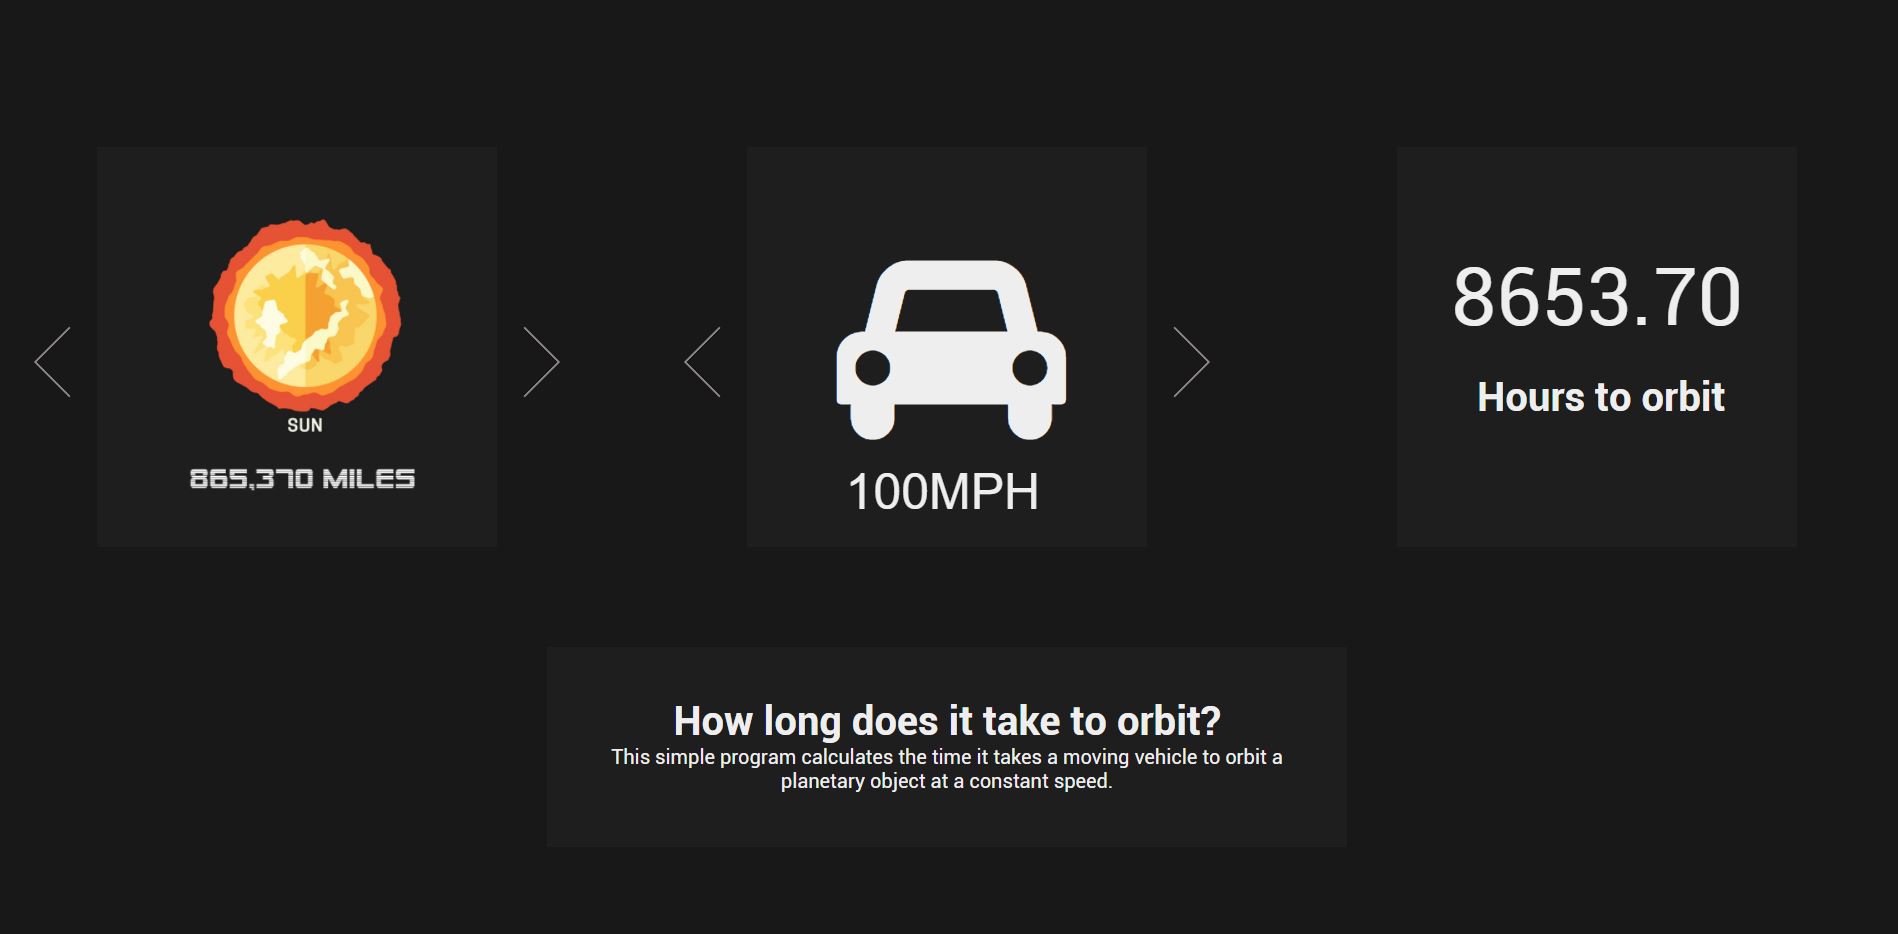 SUN
865,370 MILES
100MPH
8653.70
Hours to orbit
How long does it take to orbit?
This simple program calculates the time it takes a moving vehicle to orbit a
planetary object at a constant speed.